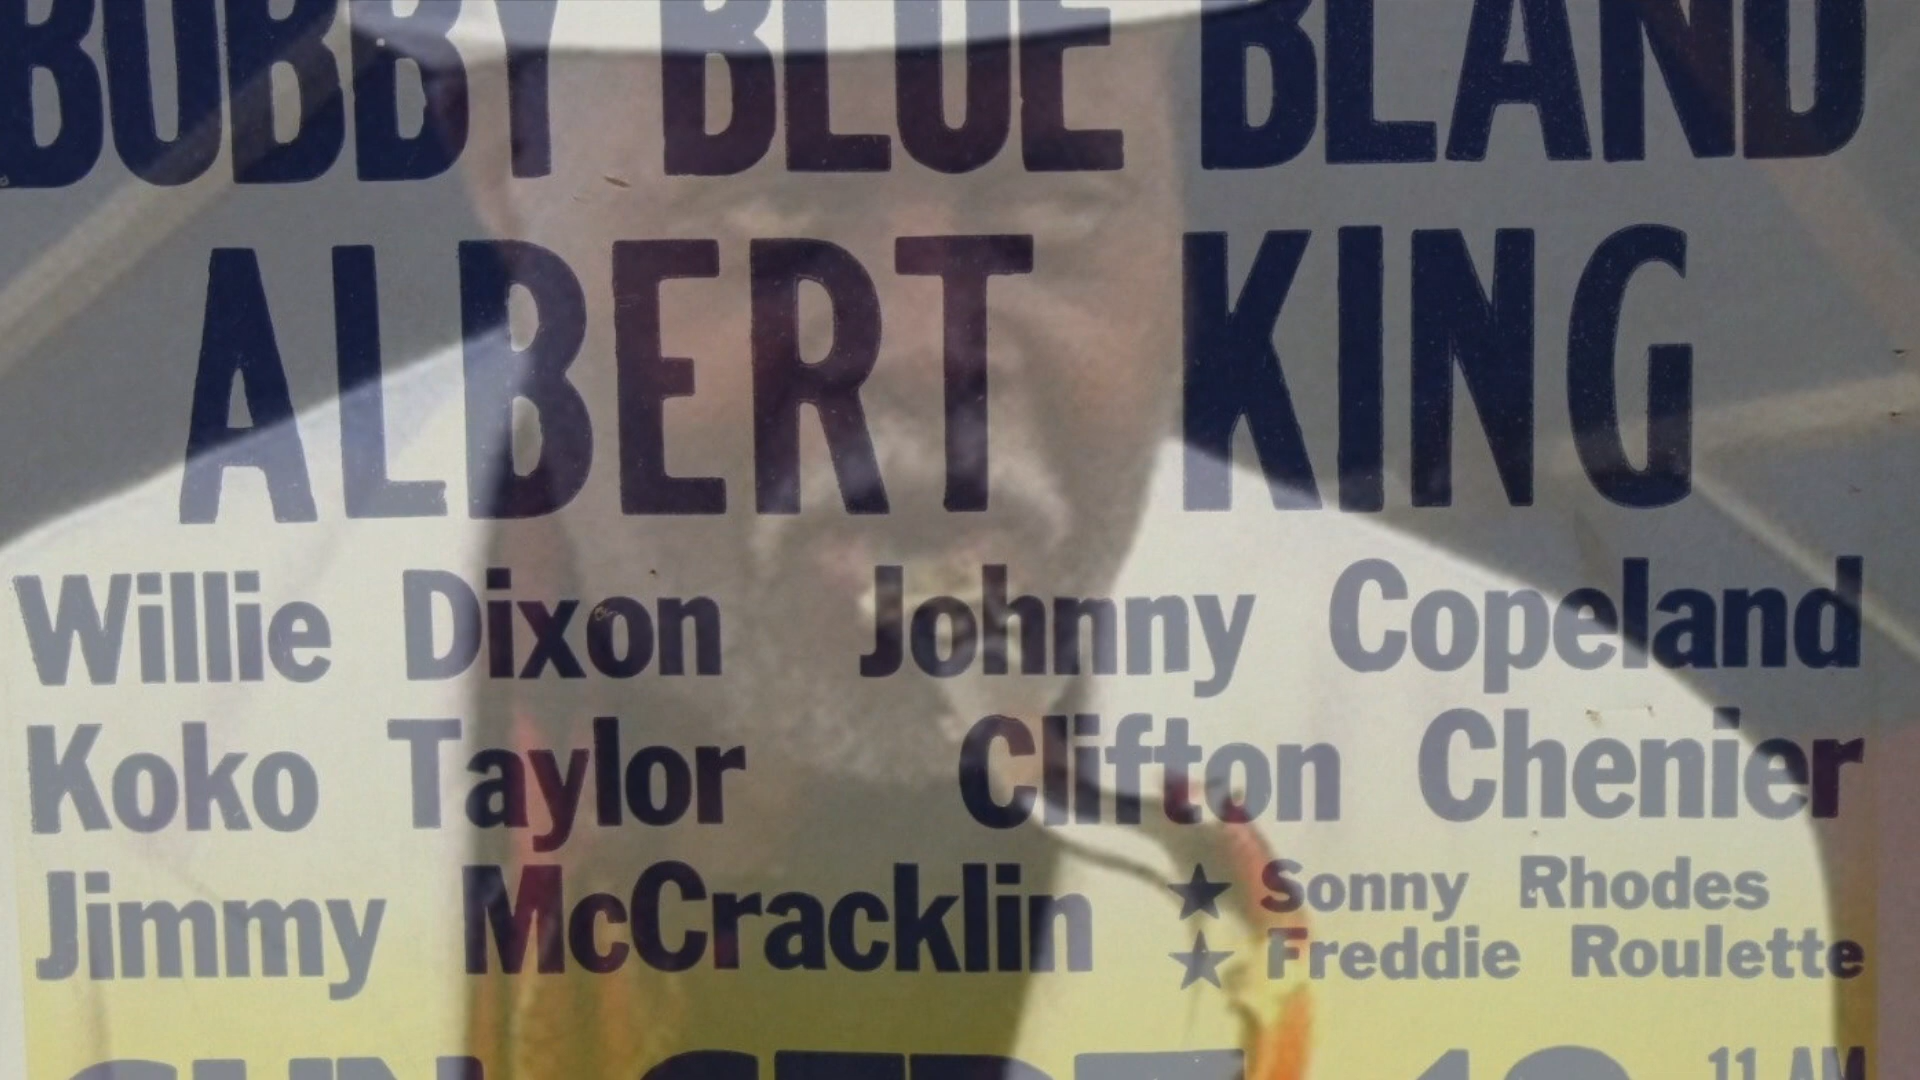 BOBBY BLUE BLAND
ALBERT KING
Willie Dixon Johnny Copeland
Koko Taylor Clifton Chenier
Jimmy McCracklin ★ Sonny Rhodes
★ Freddie Roulette
11 AM